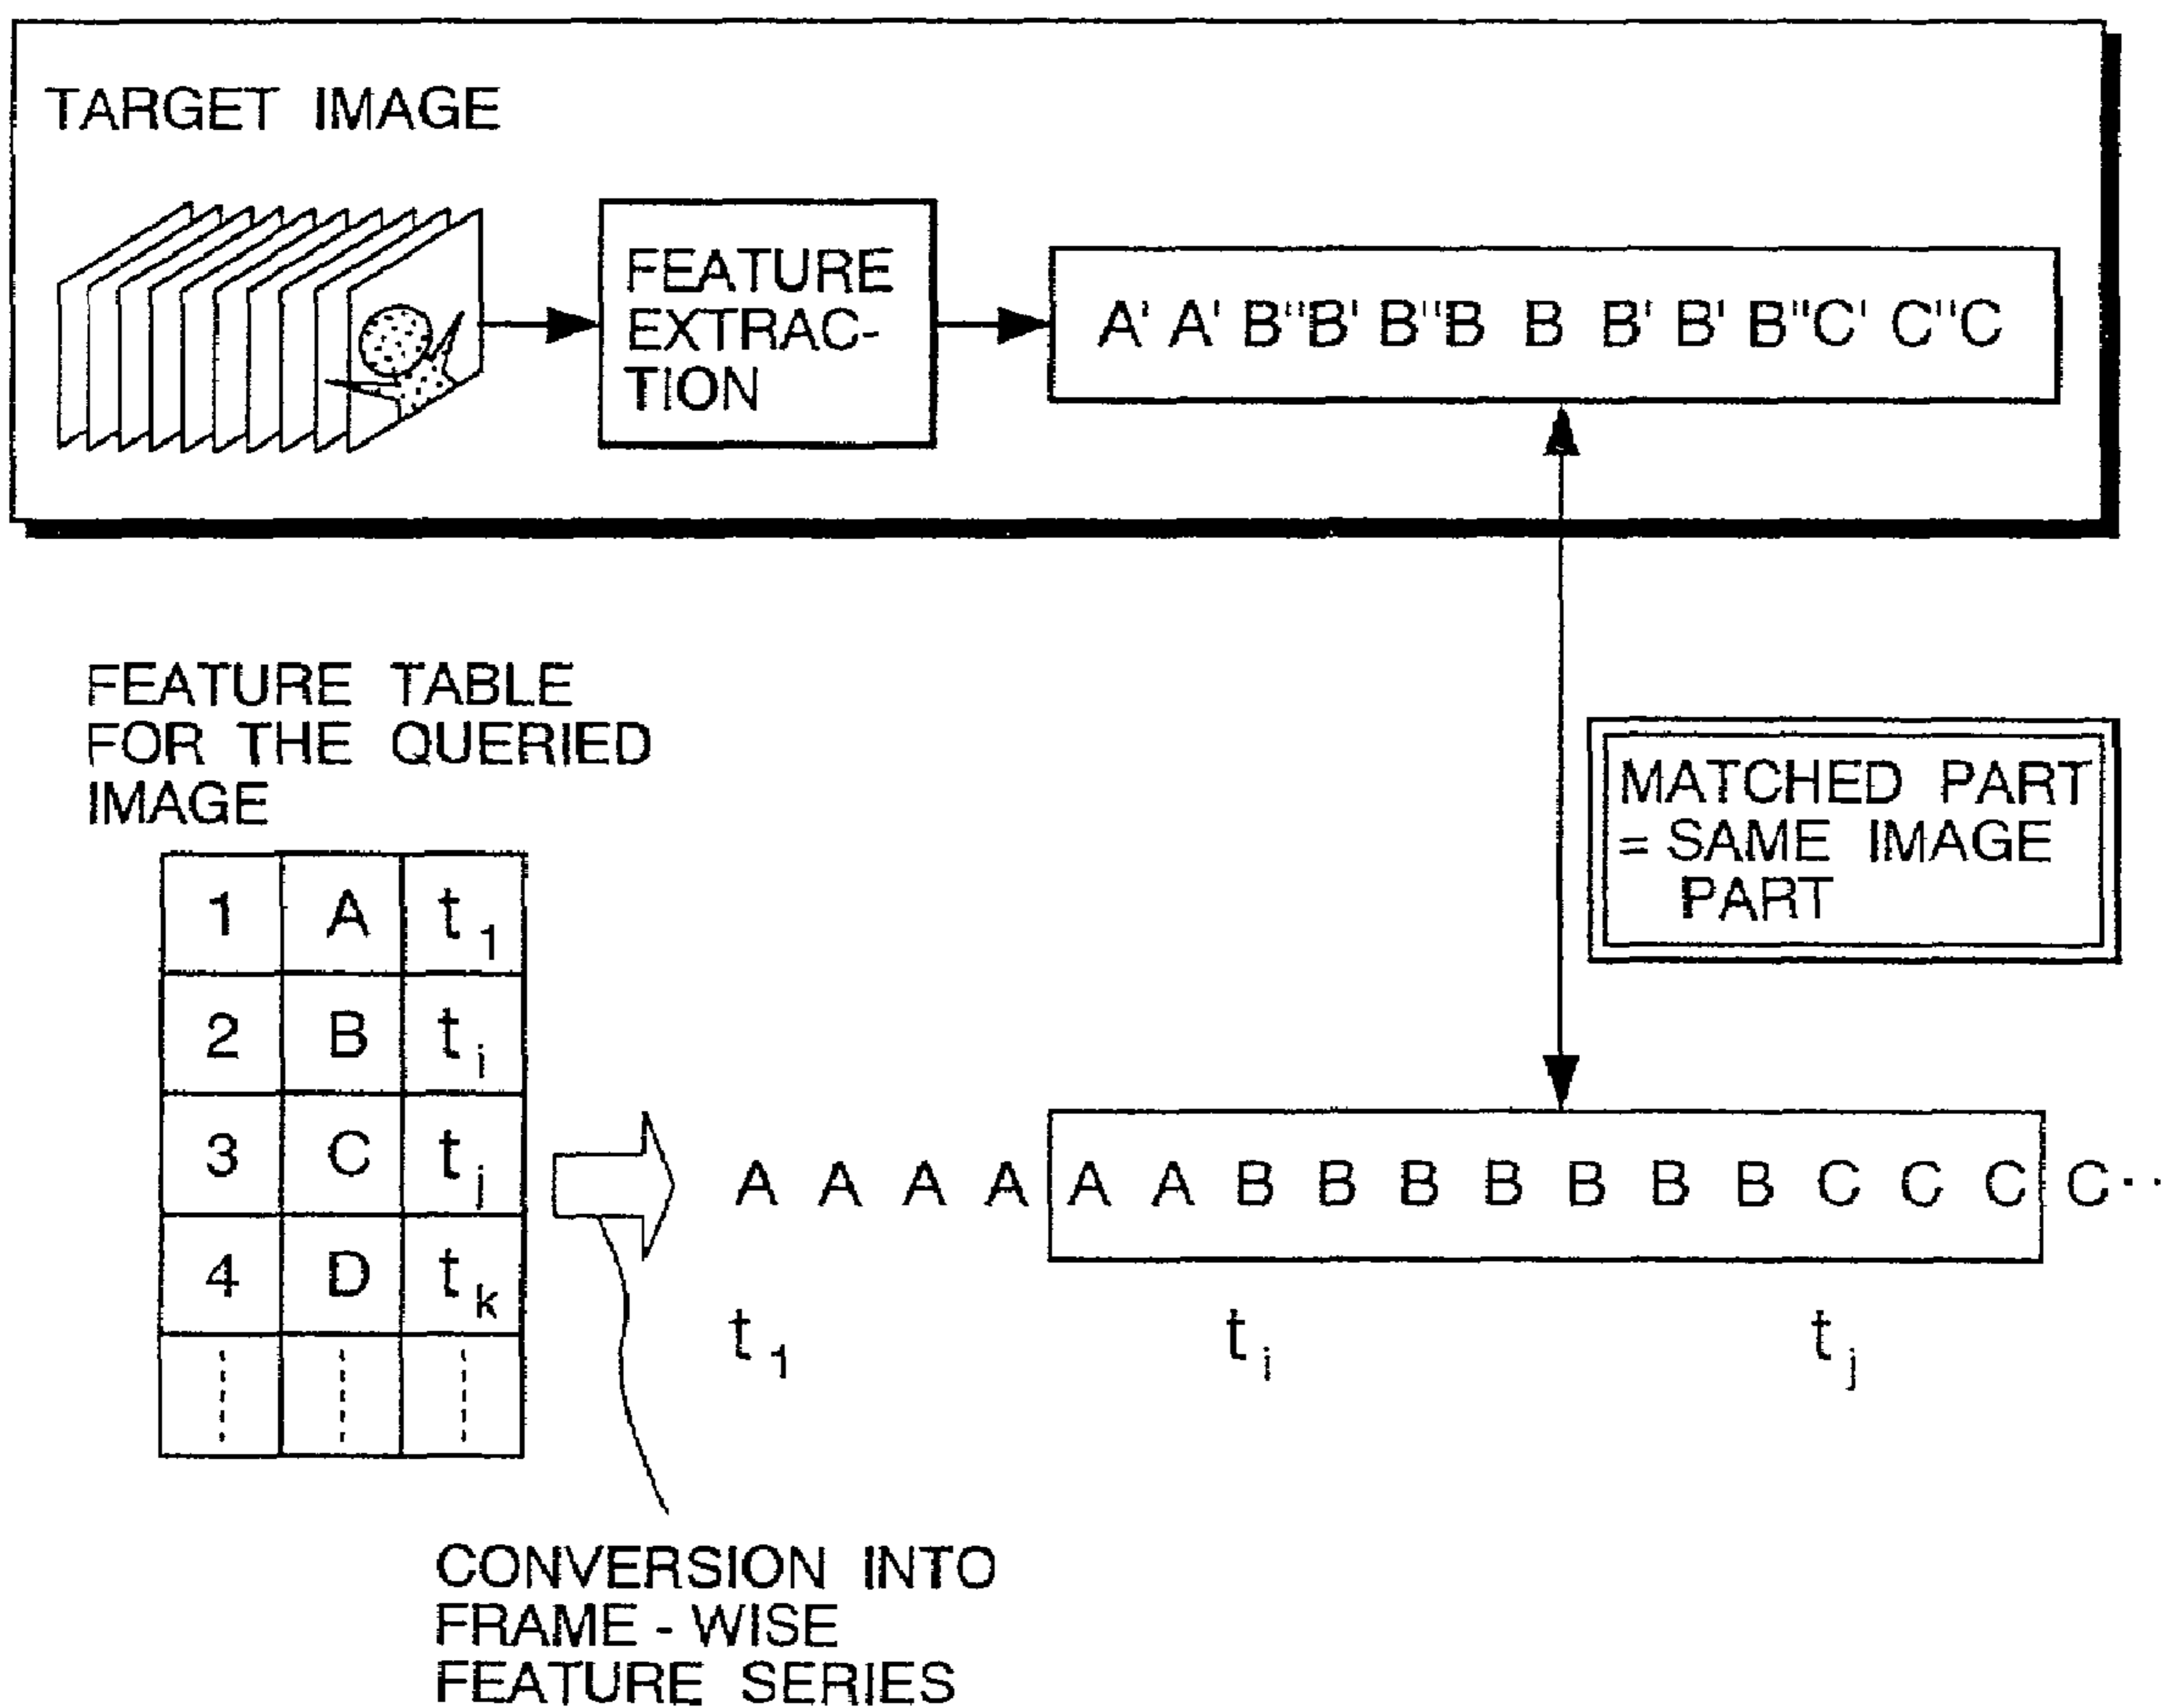 TARGET IMAGE
FEATURE
EXTRAC-
TION
A' A' B"B' B"B B B' B' B"C' C"C
FEATURE TABLE
FOR THE QUERIED
IMAGE
MATCHED PART
= SAME IMAGE
PART
1 A t1
2 B ti
3 C tj
4 D tk
A A A A A A B B B B B B B C C C C··
t1 ti tj
CONVERSION INTO
FRAME - WISE
FEATURE SERIES